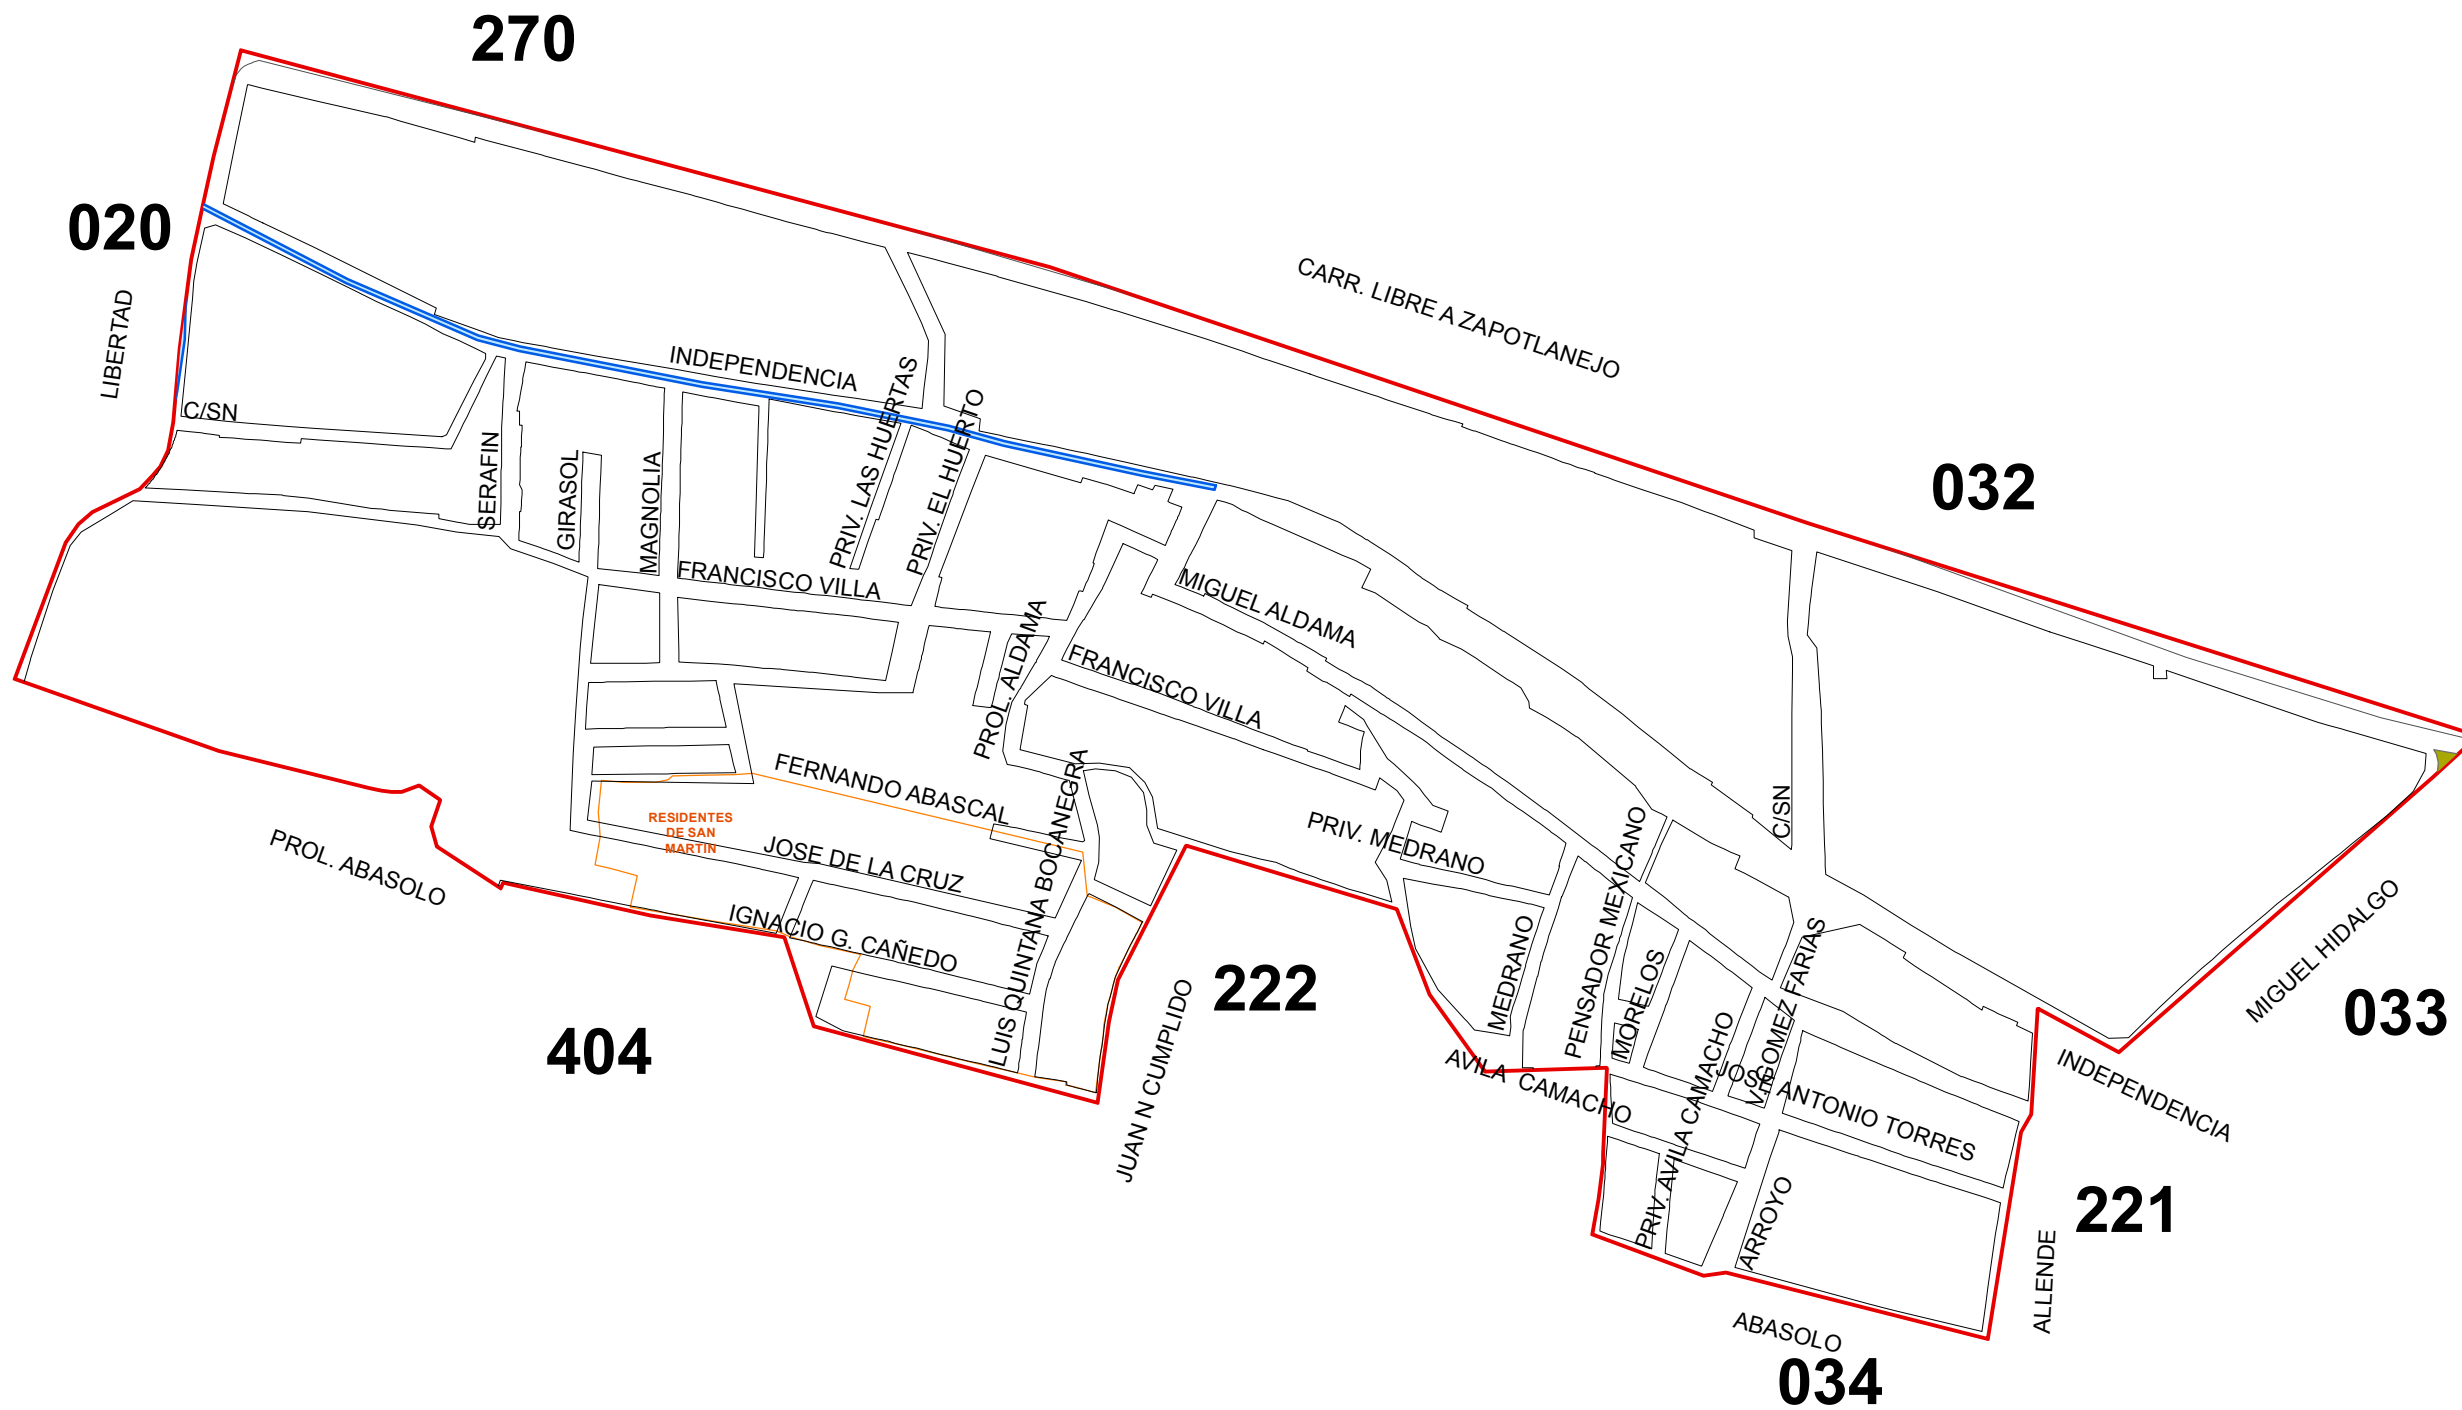 270
020
LIBERTAD
CARR. LIBRE A ZAPOTLANEJO
INDEPENDENCIA
PRIV. LAS HUERTAS
PRIV. EL HUERTO
C/SN
SERAFIN
GIRASOL
MAGNOLIA
FRANCISCO VILLA
032
MIGUEL ALDAMA
PROL. ALDAMA
FRANCISCO VILLA
FERNANDO ABASCAL
RESIDENTES
DE SAN
MARTIN
JOSE DE LA CRUZ
LUIS QUINTANA BOCANEGRA
PRIV. MEDRANO
C/SN
PROL. ABASOLO
IGNACIO G. CAÑEDO
MEDRANO
PENSADOR MEXICANO
MORELOS
V.GOMEZ FARIAS
MIGUEL HIDALGO
222
033
404
JUAN N CUMPLIDO
AVILA CAMACHO
PRIV. AVILA CAMACHO
JOSE ANTONIO TORRES
INDEPENDENCIA
221
ARROYO
ALLENDE
ABASOLO
034